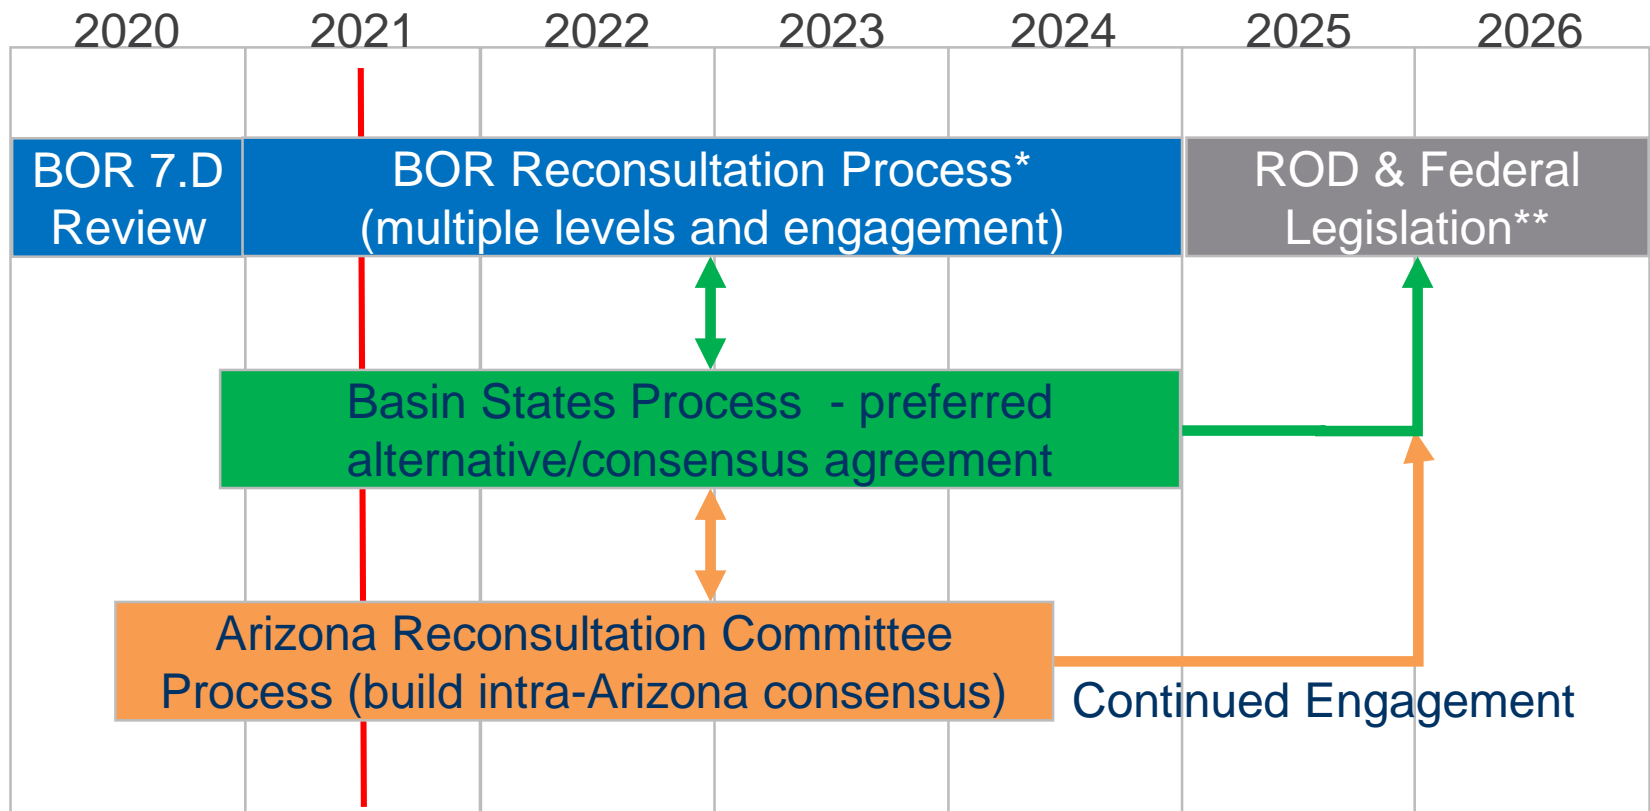 2020 2021 2022 2023 2024 2025 2026
BOR 7.D
Review
BOR Reconsultation Process*
(multiple levels and engagement)
ROD & Federal
Legislation**
Basin States Process - preferred
alternative/consensus agreement
Arizona Reconsultation Committee
Process (build intra-Arizona consensus)
Continued Engagement